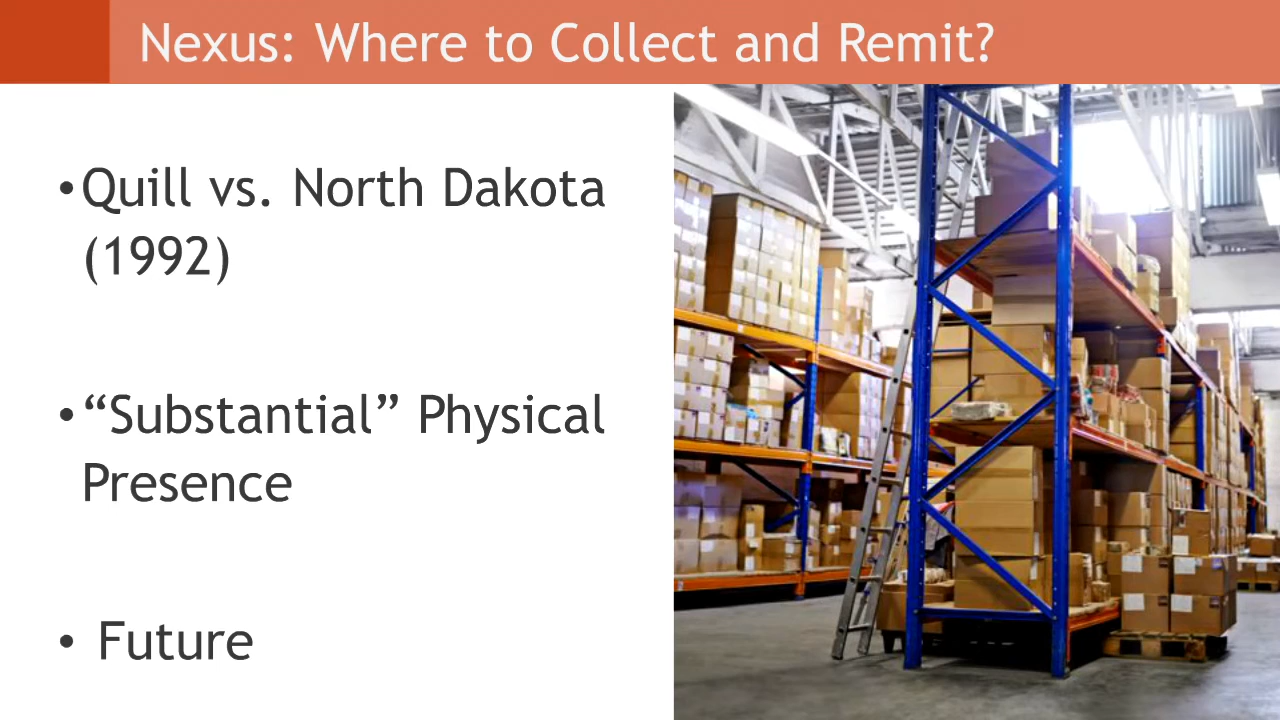 Nexus: Where to Collect and Remit?
•Quill vs. North Dakota
(1992)
•“Substantial” Physical
Presence
• Future